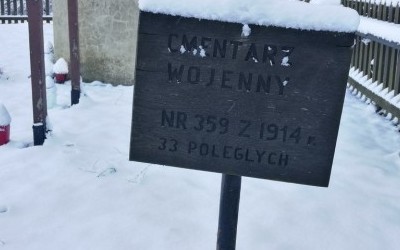 CMENTARZ
WOJENNY
Z
NR 359 Z 1914 r.
33 POLEGŁYCH